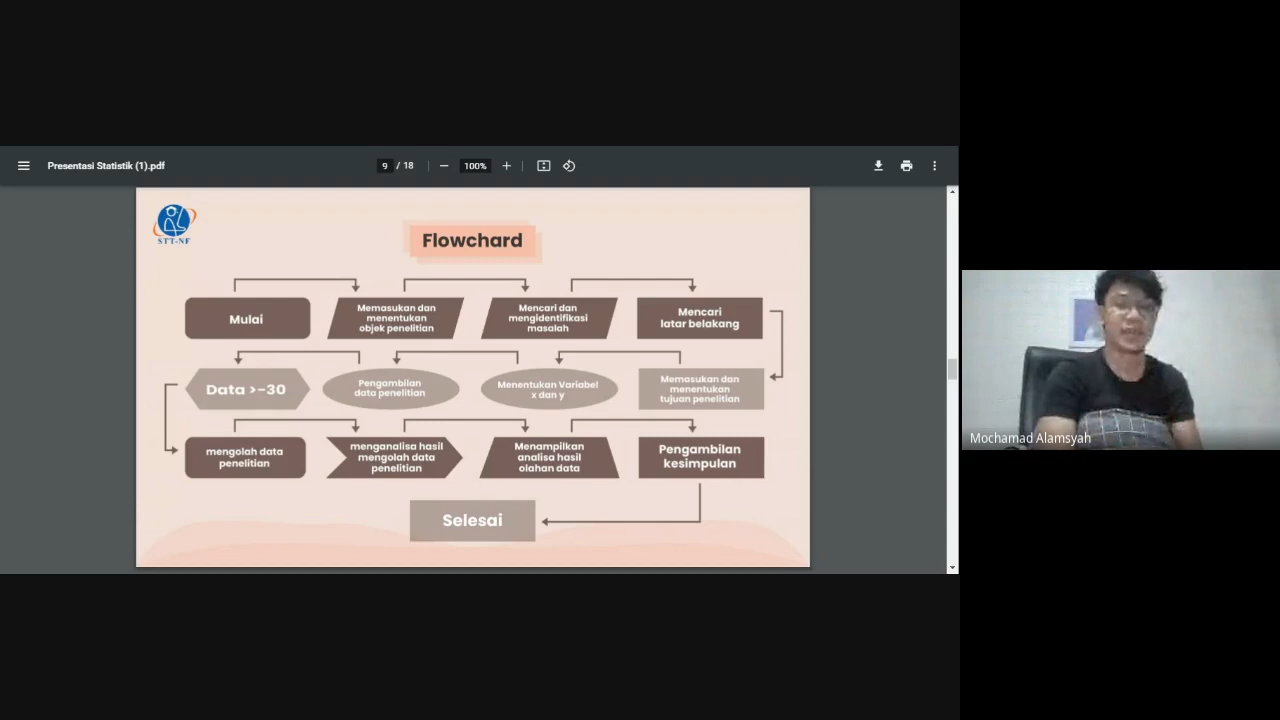 Presentasi Statistik (1).pdf
9 / 18
100%
STT-NF
Flowchard
Mulai
Memasukan dan
menentukan
objek penelitian
Mencari dan
mengidentifikasi
masalah
Mencari
latar belakang
Data >-30
Pengambilan
data penelitian
Menentukan Variabel
x dan y
Memasukan dan
menentukan
tujuan penelitian
mengolah data
penelitian
menganalisa hasil
mengolah data
penelitian
Menampilkan
analisa hasil
olahan data
Pengambilan
kesimpulan
Selesai
Mochamad Alamsyah